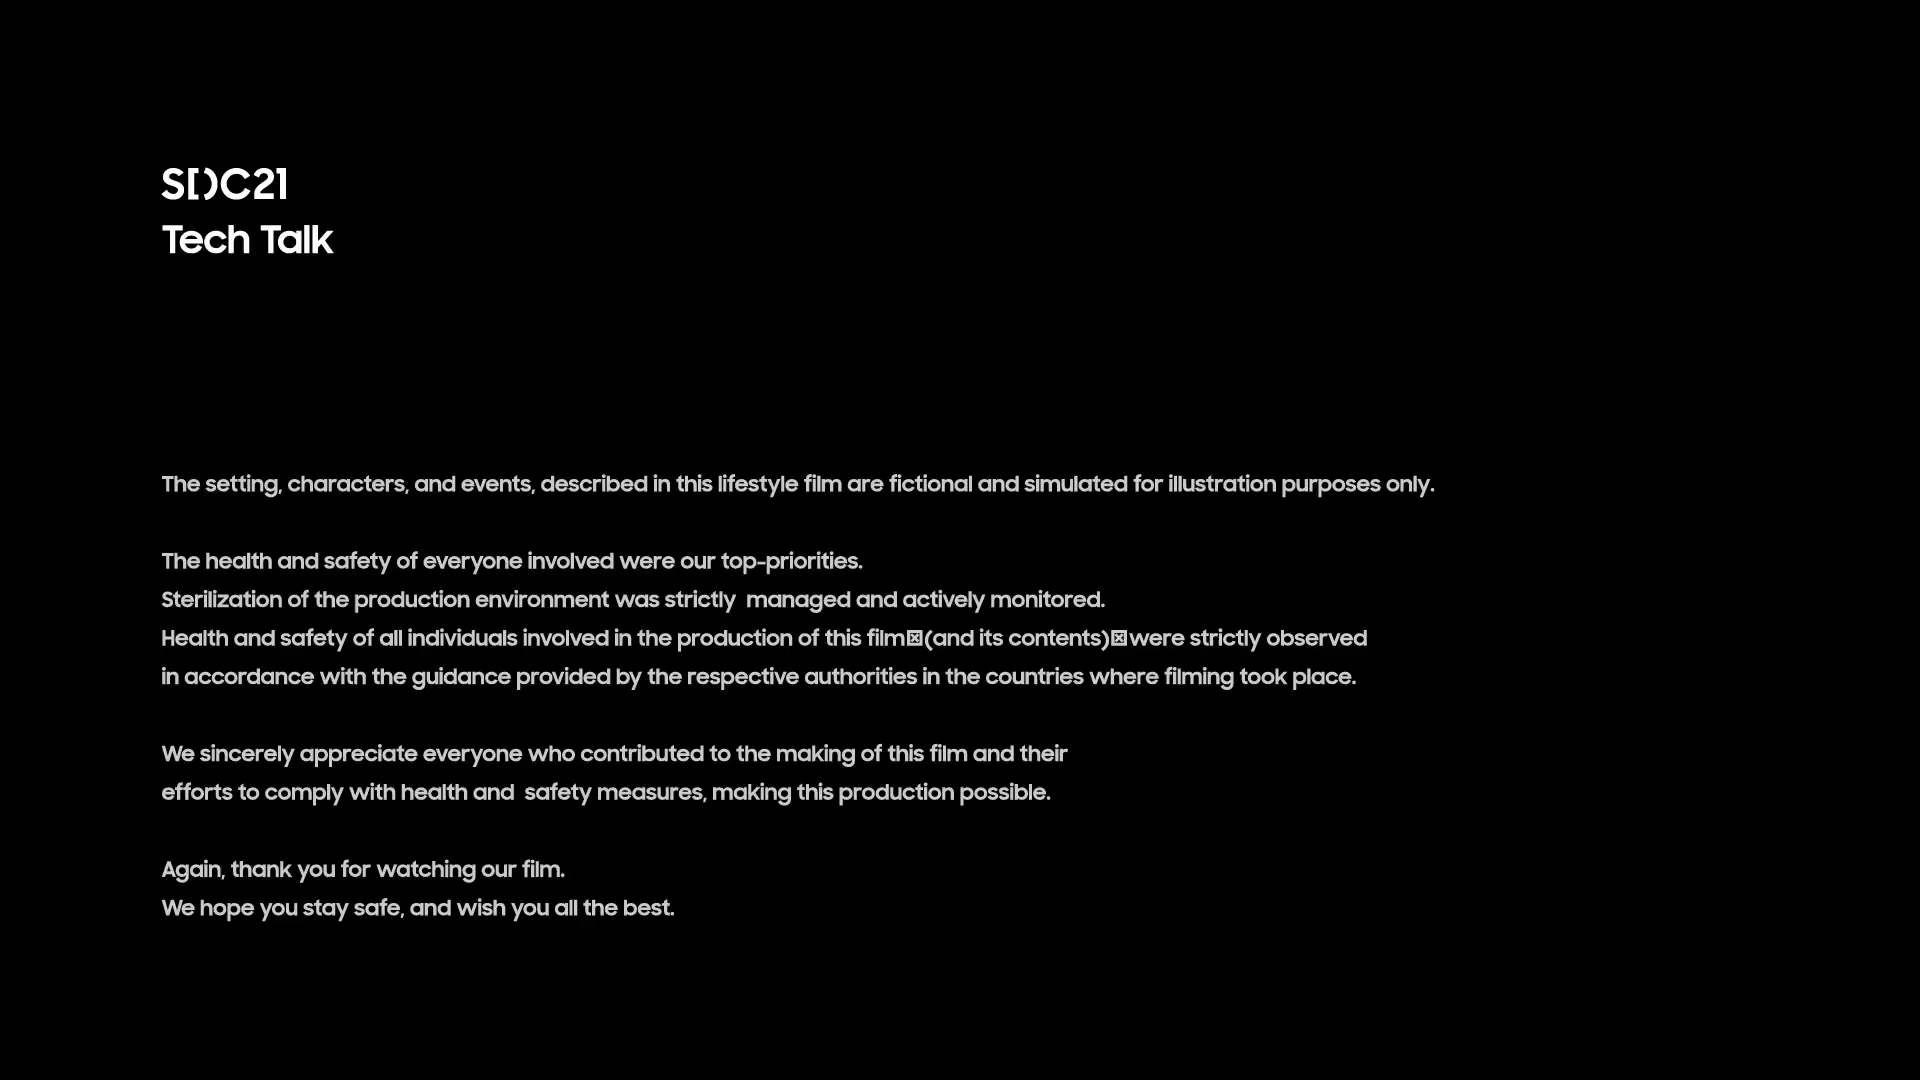 SDC21
Tech Talk
The setting, characters, and events, described in this lifestyle film are fictional and simulated for illustration purposes only.
The health and safety of everyone involved were our top-priorities.
Sterilization of the production environment was strictly  managed and actively monitored.
Health and safety of all individuals involved in the production of this film☒(and its contents)☒were strictly observed
in accordance with the guidance provided by the respective authorities in the countries where filming took place.
We sincerely appreciate everyone who contributed to the making of this film and their
efforts to comply with health and  safety measures, making this production possible.
Again, thank you for watching our film.
We hope you stay safe, and wish you all the best.